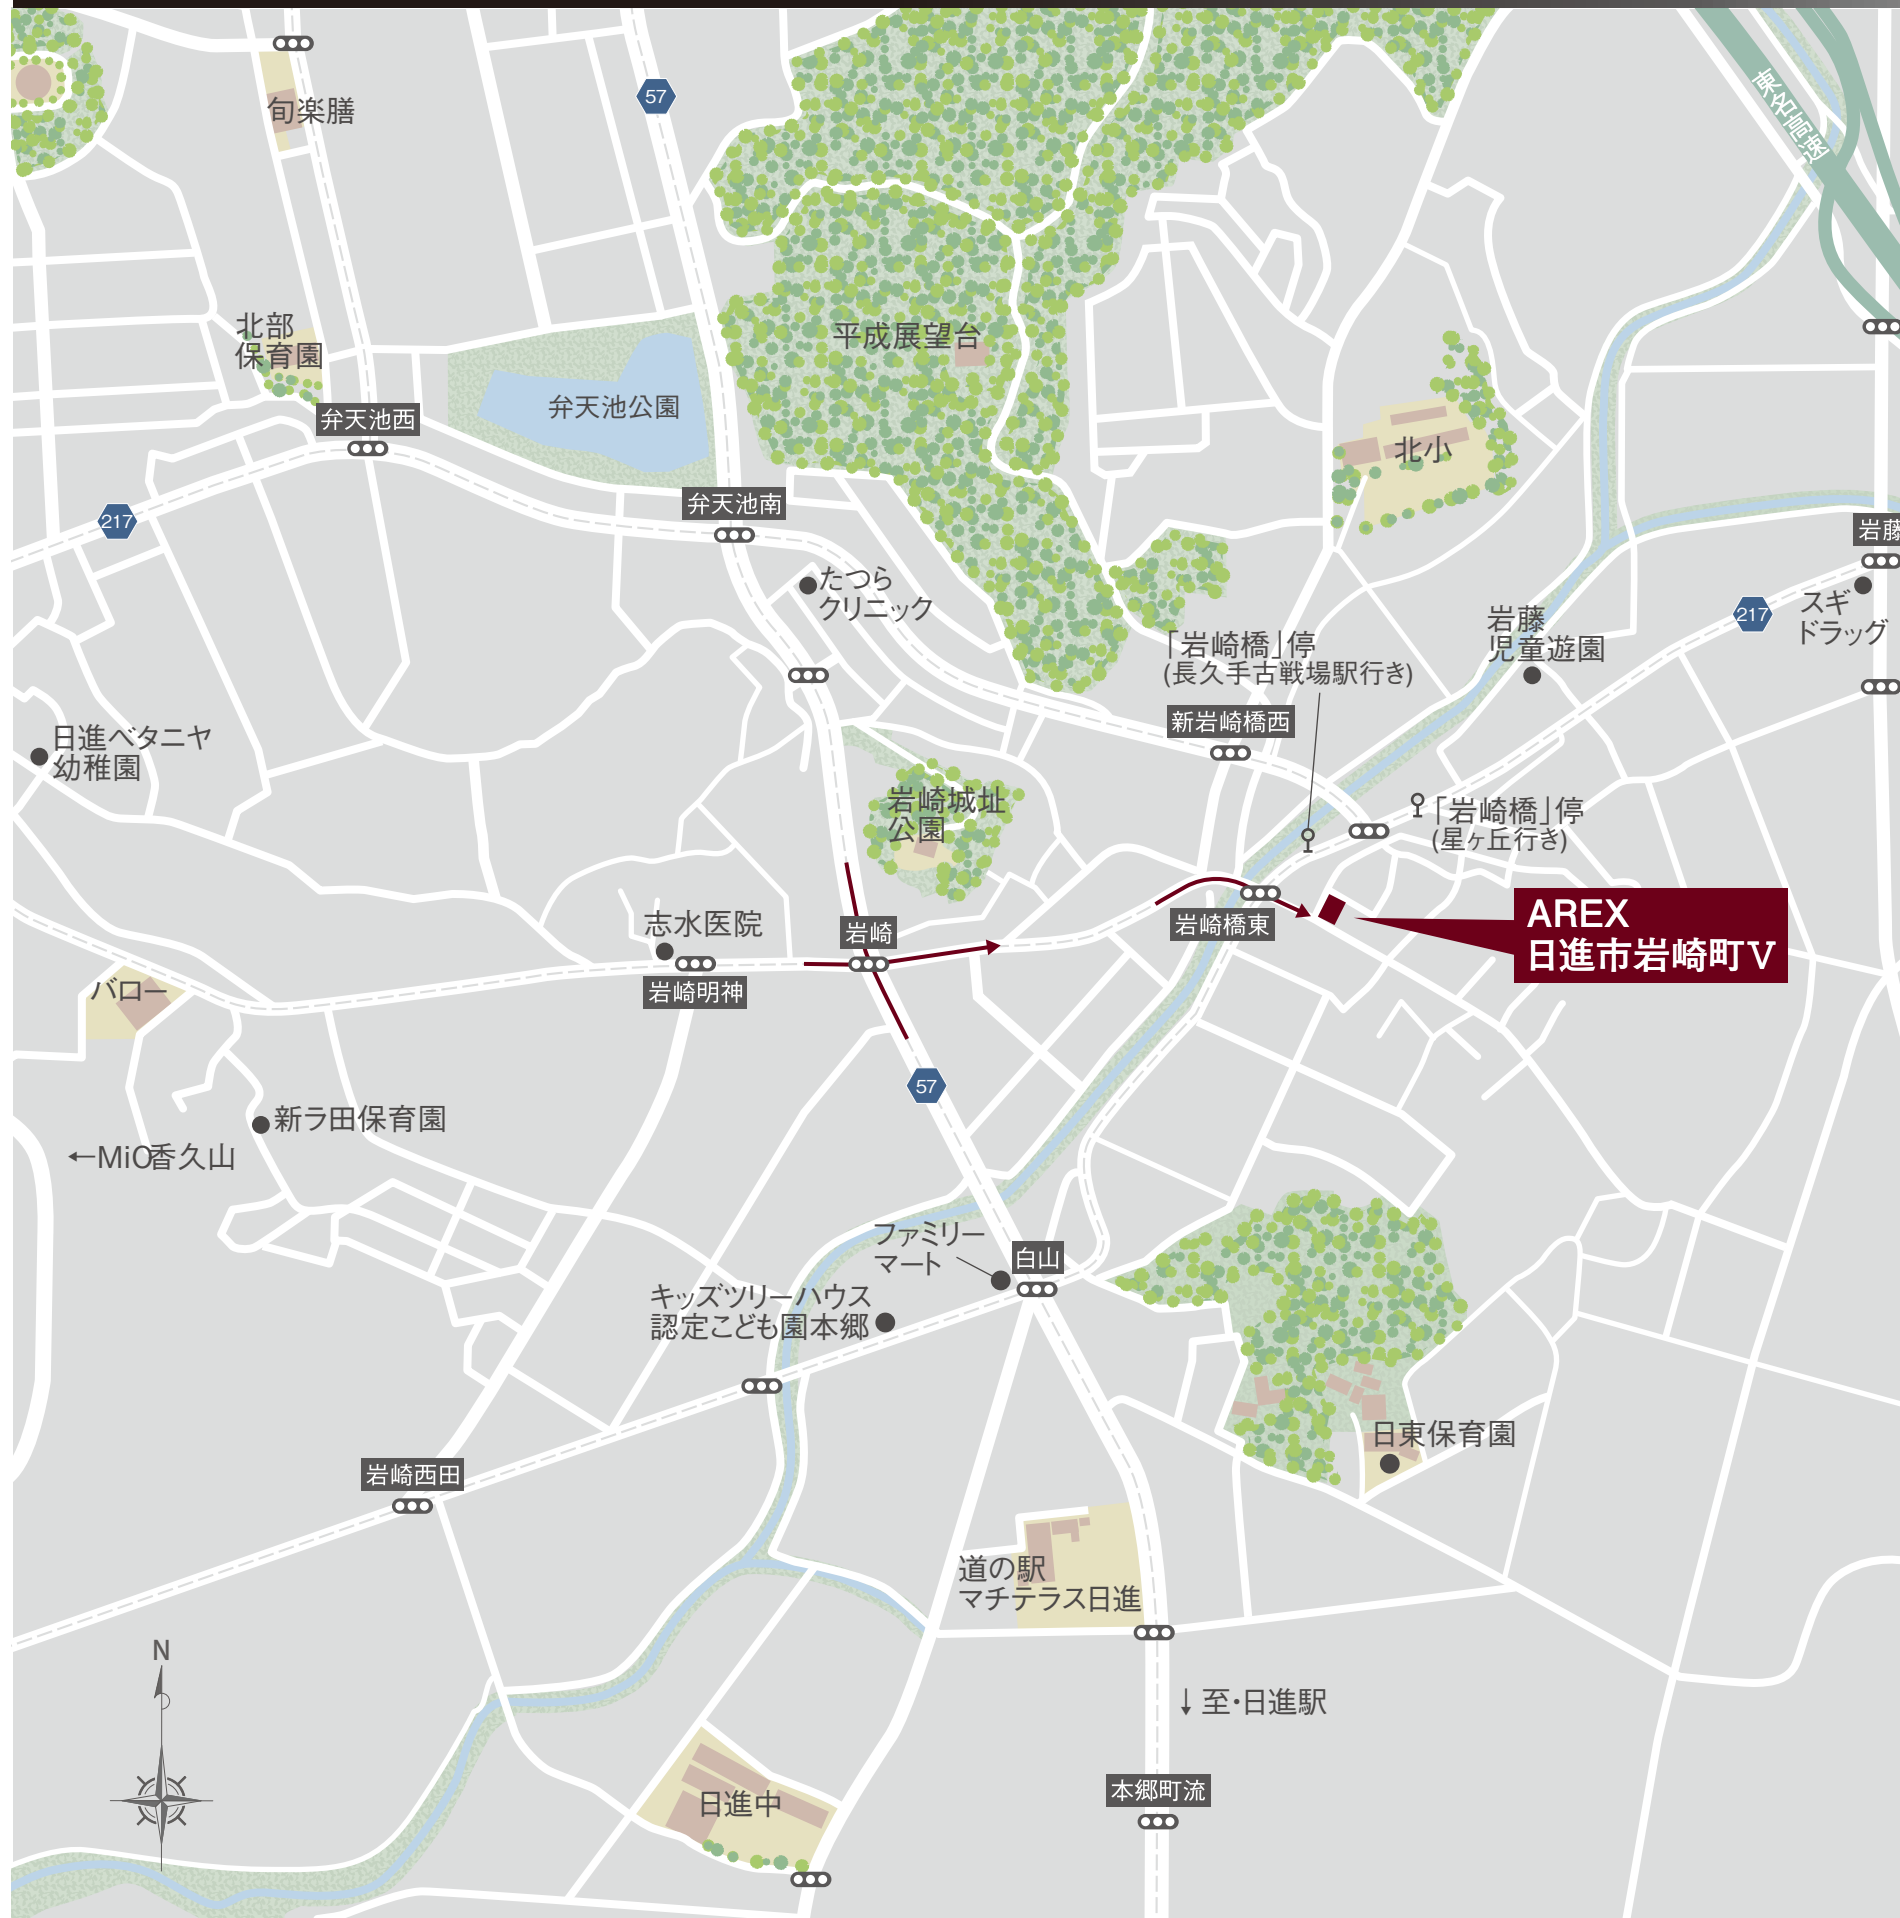 東名高速
57
旬楽膳
北部
保育園
平成展望台
弁天池公園
弁天池西
北小
弁天池南
217
岩藤
たつら
クリニック
スギ
ドラッグ
217
岩藤
児童遊園
「岩崎橋」停
(長久手古戦場駅行き)
新岩崎橋西
日進ベタニヤ
幼稚園
岩崎城址
公園
「岩崎橋」停
(星ヶ丘行き)
AREX
日進市岩崎町Ⅴ
岩崎橋東
志水医院
岩崎
岩崎明神
バロー
57
新ラ田保育園
←MiO香久山
ファミリー
マート
白山
キッズツリーハウス
認定こども園本郷
日東保育園
岩崎西田
道の駅
マチテラス日進
N
↓至・日進駅
本郷町流
日進中